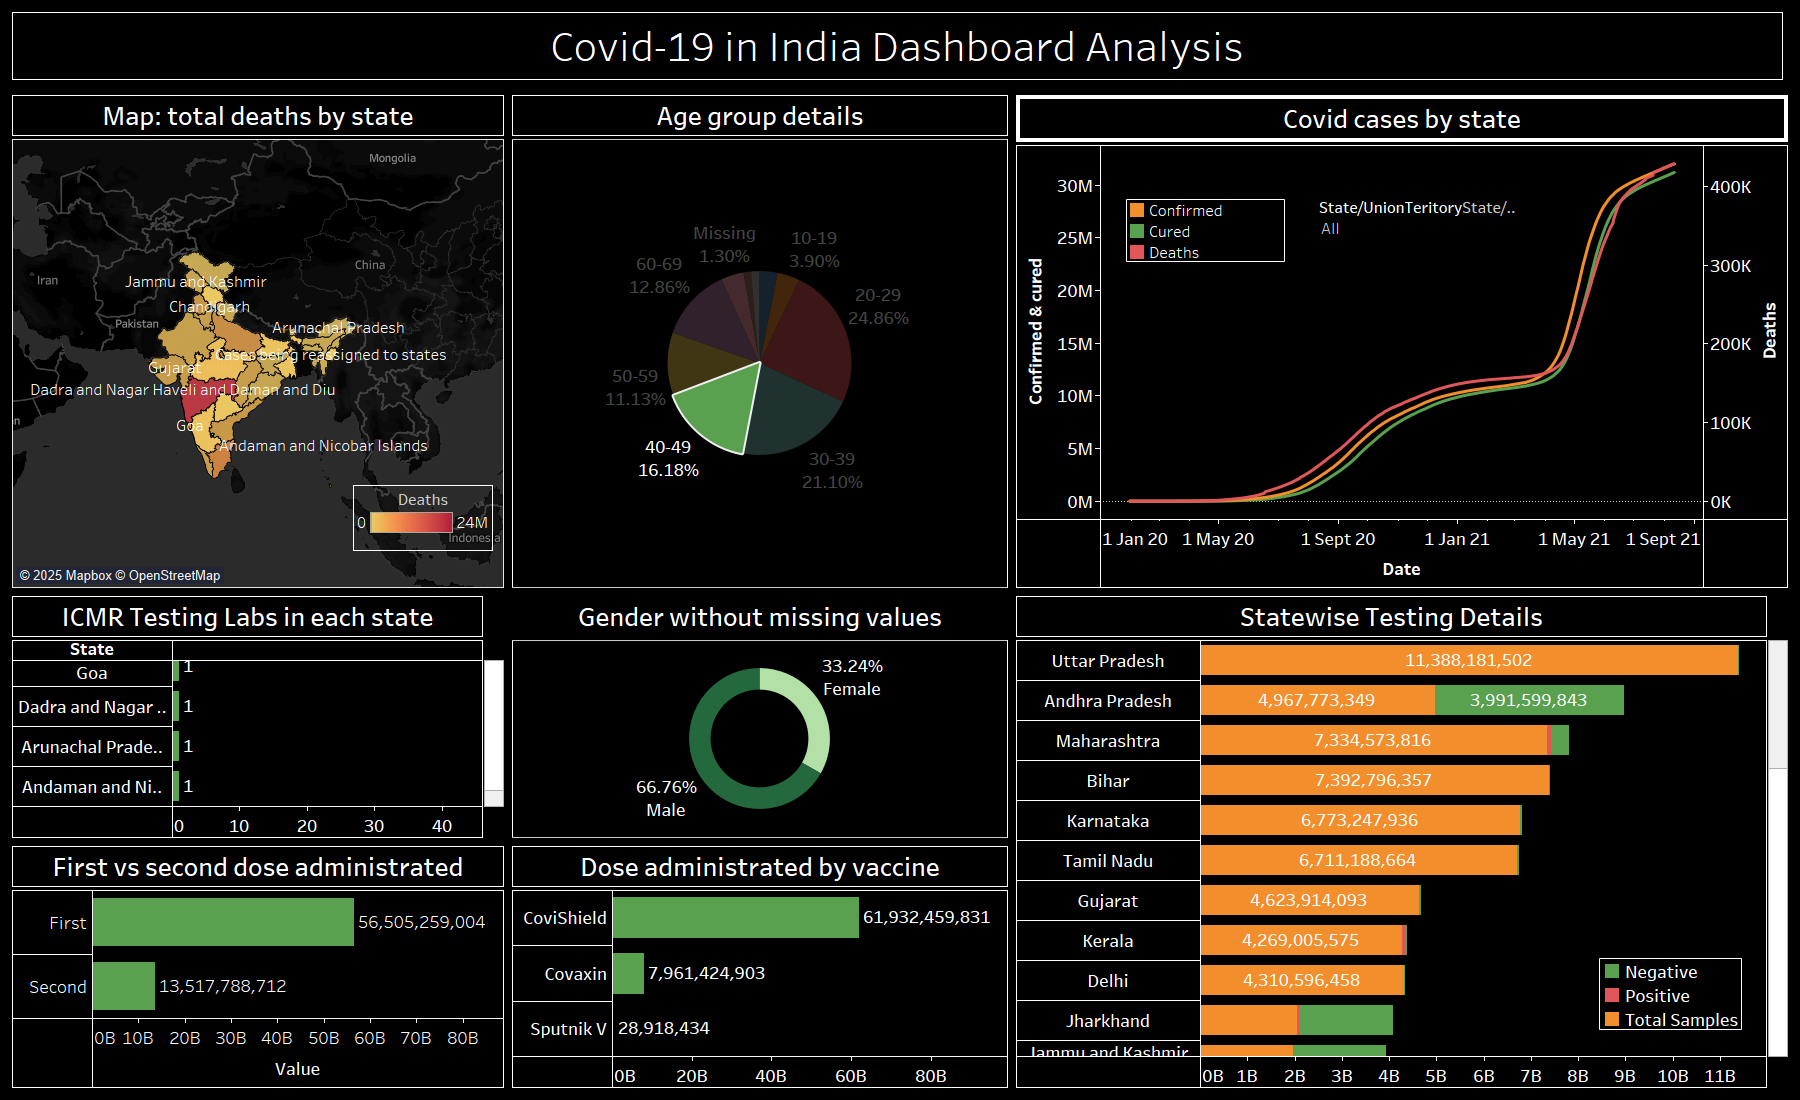 Covid-19 in India Dashboard Analysis
Map: total deaths by state
Mongolia
China
Iran
Pakistan
Jammu and Kashmir
Chandigarh
Arunachal Pradesh
Cases being reassigned to states
Gujarat
Dadra and Nagar Haveli and Daman and Diu
Goa
Andaman and Nicobar Islands
Deaths
0 24M
Indonesia
© 2025 Mapbox © OpenStreetMap
Age group details
Missing
1.30%
10-19
3.90%
60-69
12.86%
20-29
24.86%
50-59
11.13%
40-49
16.18%
30-39
21.10%
Covid cases by state
Confirmed
Cured
Deaths
State/UnionTeritoryState/..
All
Confirmed & cured
30M
25M
20M
15M
10M
5M
0M
400K
300K
200K
100K
0K
Deaths
1 Jan 20 1 May 20 1 Sept 20 1 Jan 21 1 May 21 1 Sept 21
Date
ICMR Testing Labs in each state
State
Goa 1
Dadra and Nagar .. 1
Arunachal Prade.. 1
Andaman and Ni.. 1
0 10 20 30 40
Gender without missing values
33.24%
Female
66.76%
Male
Statewise Testing Details
Uttar Pradesh 11,388,181,502
Andhra Pradesh 4,967,773,349 3,991,599,843
Maharashtra 7,334,573,816
Bihar 7,392,796,357
Karnataka 6,773,247,936
Tamil Nadu 6,711,188,664
Gujarat 4,623,914,093
Kerala 4,269,005,575
Delhi 4,310,596,458
Jharkhand
Jammu and Kashmir
Negative
Positive
Total Samples
0B 1B 2B 3B 4B 5B 6B 7B 8B 9B 10B 11B
First vs second dose administrated
First 56,505,259,004
Second 13,517,788,712
0B 10B 20B 30B 40B 50B 60B 70B 80B
Value
Dose administrated by vaccine
CoviShield 61,932,459,831
Covaxin 7,961,424,903
Sputnik V 28,918,434
0B 20B 40B 60B 80B